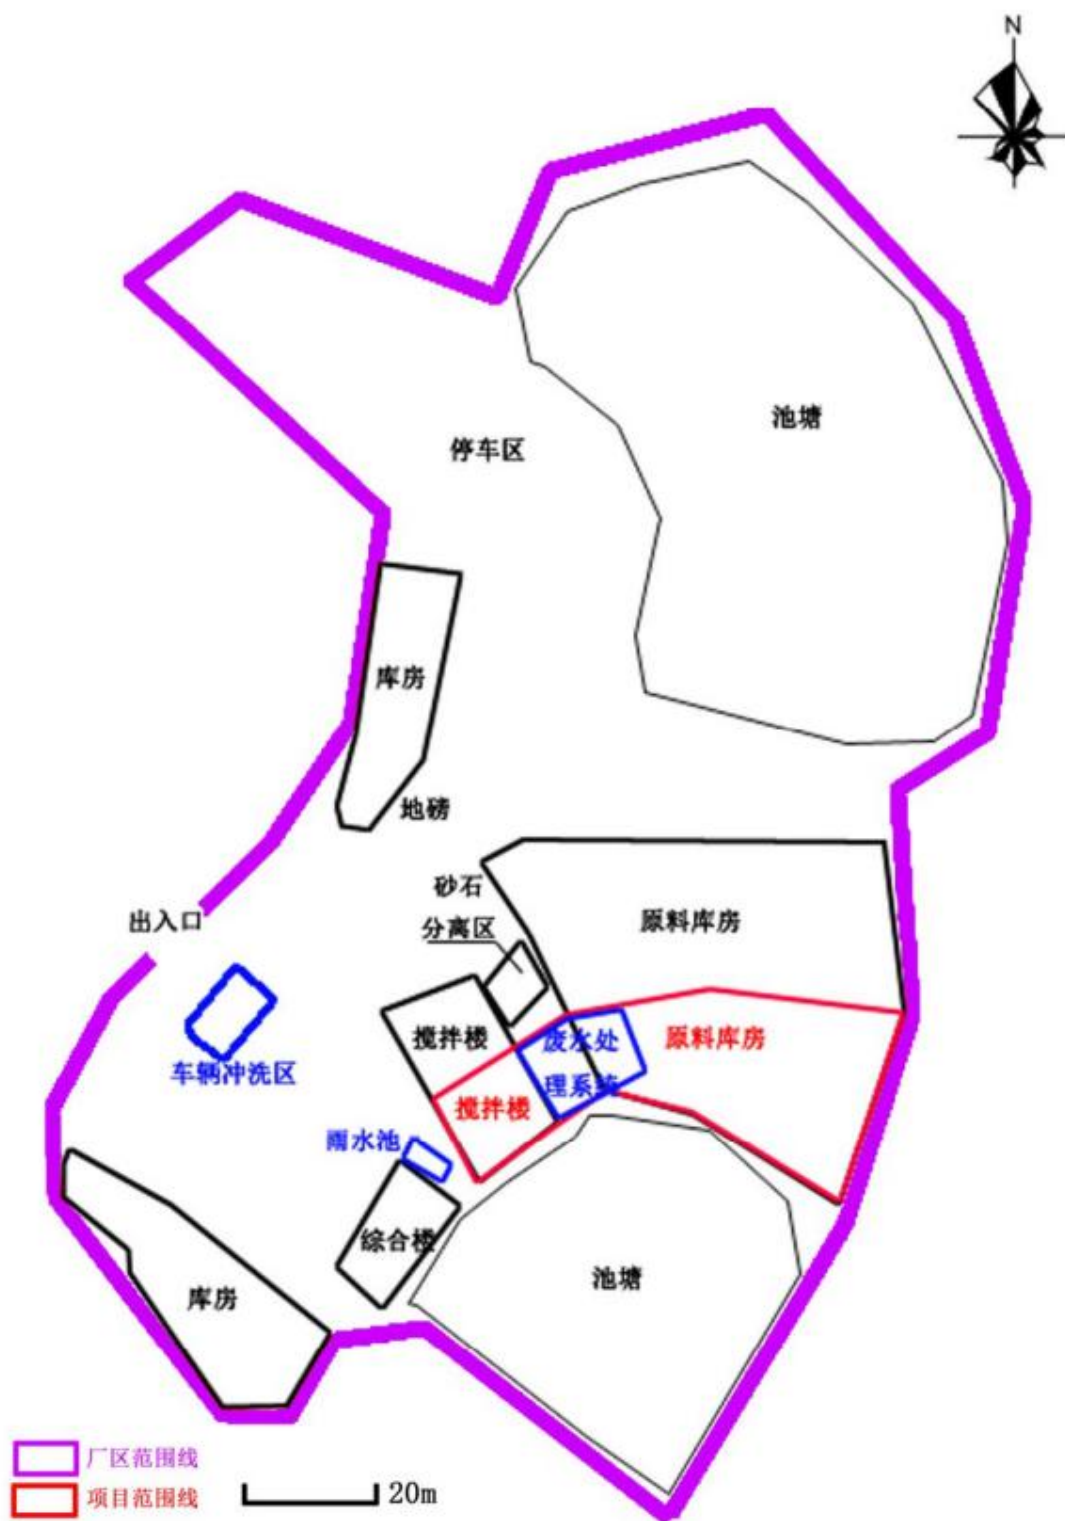 N
池塘
停车区
库房
地磅
砂石
分离区
原料库房
出入口
搅拌楼
废水处
理系统
原料库房
车辆冲洗区
搅拌楼
雨水池
综合楼
池塘
库房
厂区范围线
项目范围线
20m